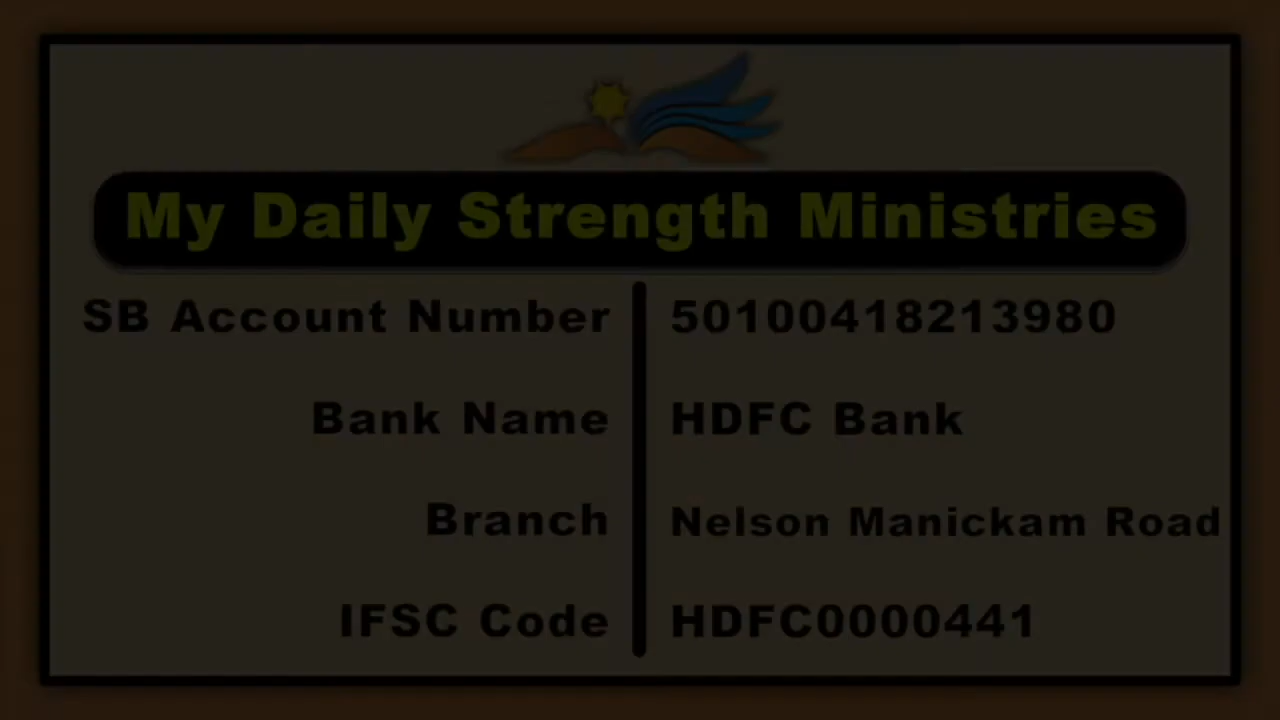 My Daily Strength Ministries
SB Account Number 50100418213980
Bank Name HDFC Bank
Branch Nelson Manickam Road
IFSC Code HDFC0000441